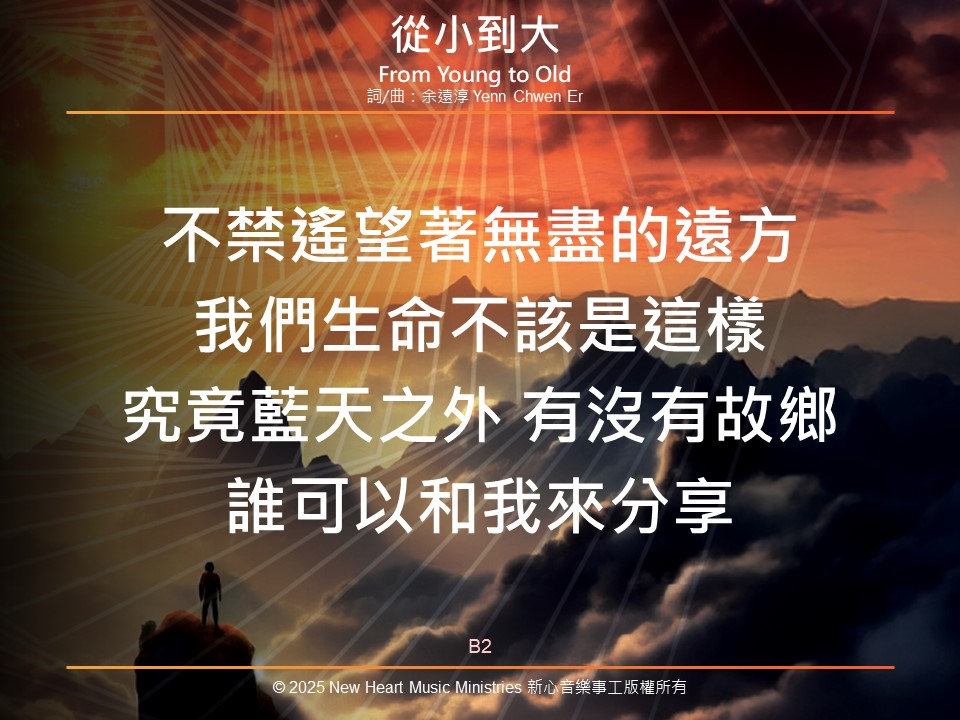 從小到大
From Young to Old
詞/曲：余遠淳 Yenn Chwen Er
不禁遙望著無盡的遠方
我們生命不該是這樣
究竟藍天之外 有沒有故鄉
誰可以和我來分享
B2
© 2025 New Heart Music Ministries 新心音樂事工版權所有